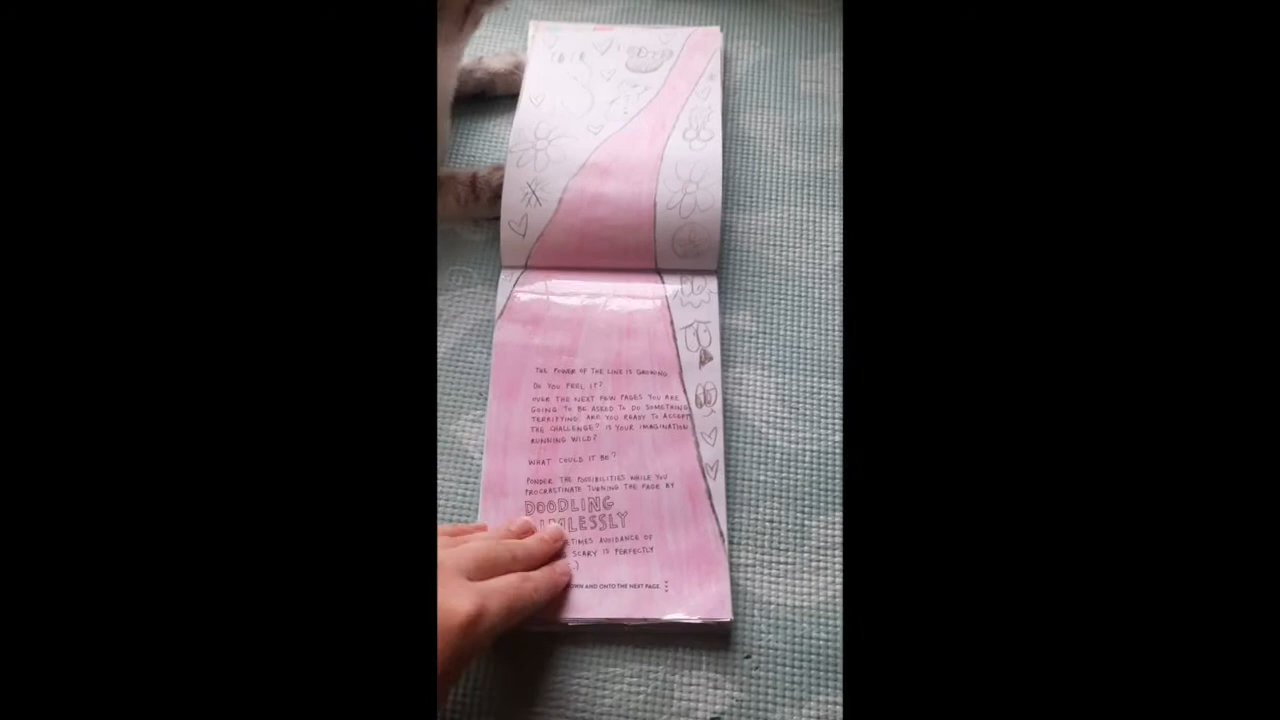 THE POWER OF THE LINE IS GROWING.
DO YOU FEEL IT?
OVER THE NEXT FEW PAGES YOU ARE
GOING TO BE ASKED TO DO SOMETHING
TERRIFYING. ARE YOU READY TO ACCEPT
THE CHALLENGE? IS YOUR IMAGINATION
RUNNING WILD?
WHAT COULD IT BE?
PONDER THE POSSIBILITIES WHILE YOU
PROCRASTINATE TURNING THE PAGE BY
DOODLING
LESSLY
ETIMES AVOIDANCE OF
SCARY IS PERFECTLY
AND ONTO THE NEXT PAGE.